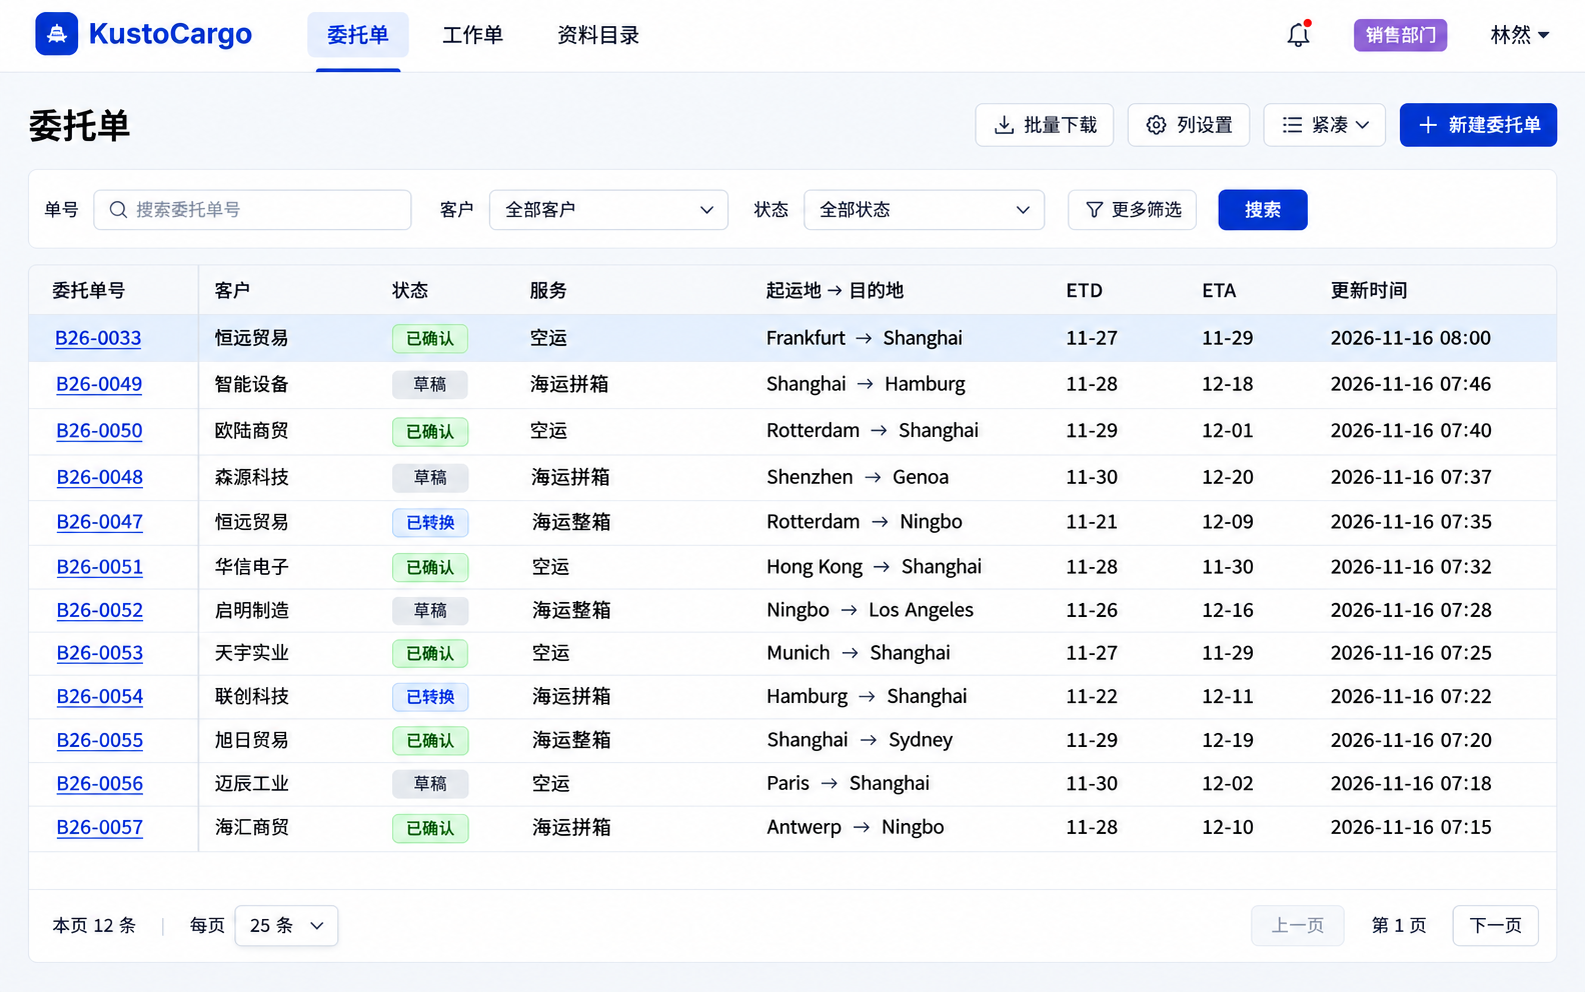 KustoCargo 委托单 工作单 资料目录 销售部门 林然
委托单 批量下载 列设置 紧凑 新建委托单
单号 搜索委托单号 客户 全部客户 状态 全部状态 更多筛选 搜索
委托单号 客户 状态 服务 起运地 → 目的地 ETD ETA 更新时间
B26-0033 恒远贸易 已确认 空运 Frankfurt → Shanghai 11-27 11-29 2026-11-16 08:00
B26-0049 智能设备 草稿 海运拼箱 Shanghai → Hamburg 11-28 12-18 2026-11-16 07:46
B26-0050 欧陆商贸 已确认 空运 Rotterdam → Shanghai 11-29 12-01 2026-11-16 07:40
B26-0048 森源科技 草稿 海运拼箱 Shenzhen → Genoa 11-30 12-20 2026-11-16 07:37
B26-0047 恒远贸易 已转换 海运整箱 Rotterdam → Ningbo 11-21 12-09 2026-11-16 07:35
B26-0051 华信电子 已确认 空运 Hong Kong → Shanghai 11-28 11-30 2026-11-16 07:32
B26-0052 启明制造 草稿 海运整箱 Ningbo → Los Angeles 11-26 12-16 2026-11-16 07:28
B26-0053 天宇实业 已确认 空运 Munich → Shanghai 11-27 11-29 2026-11-16 07:25
B26-0054 联创科技 已转换 海运拼箱 Hamburg → Shanghai 11-22 12-11 2026-11-16 07:22
B26-0055 旭日贸易 已确认 海运整箱 Shanghai → Sydney 11-29 12-19 2026-11-16 07:20
B26-0056 迈辰工业 草稿 空运 Paris → Shanghai 11-30 12-02 2026-11-16 07:18
B26-0057 海汇商贸 已确认 海运拼箱 Antwerp → Ningbo 11-28 12-10 2026-11-16 07:15
本页 12 条 每页 25 条 上一页 第 1 页 下一页